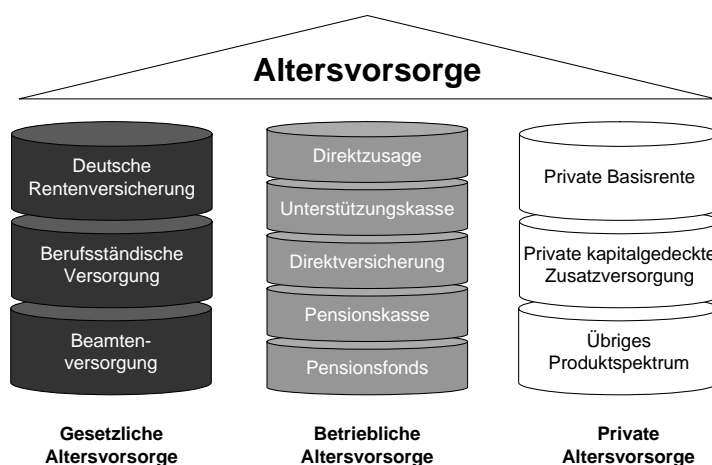 Altersvorsorge
Deutsche
Rentenversicherung
Berufsständische
Versorgung
Beamten-
versorgung
Gesetzliche
Altersvorsorge
Direktzusage
Unterstützungskasse
Direktversicherung
Pensionskasse
Pensionsfonds
Betriebliche
Altersvorsorge
Private Basisrente
Private kapitalgedeckte
Zusatzversorgung
Übriges
Produktspektrum
Private
Altersvorsorge